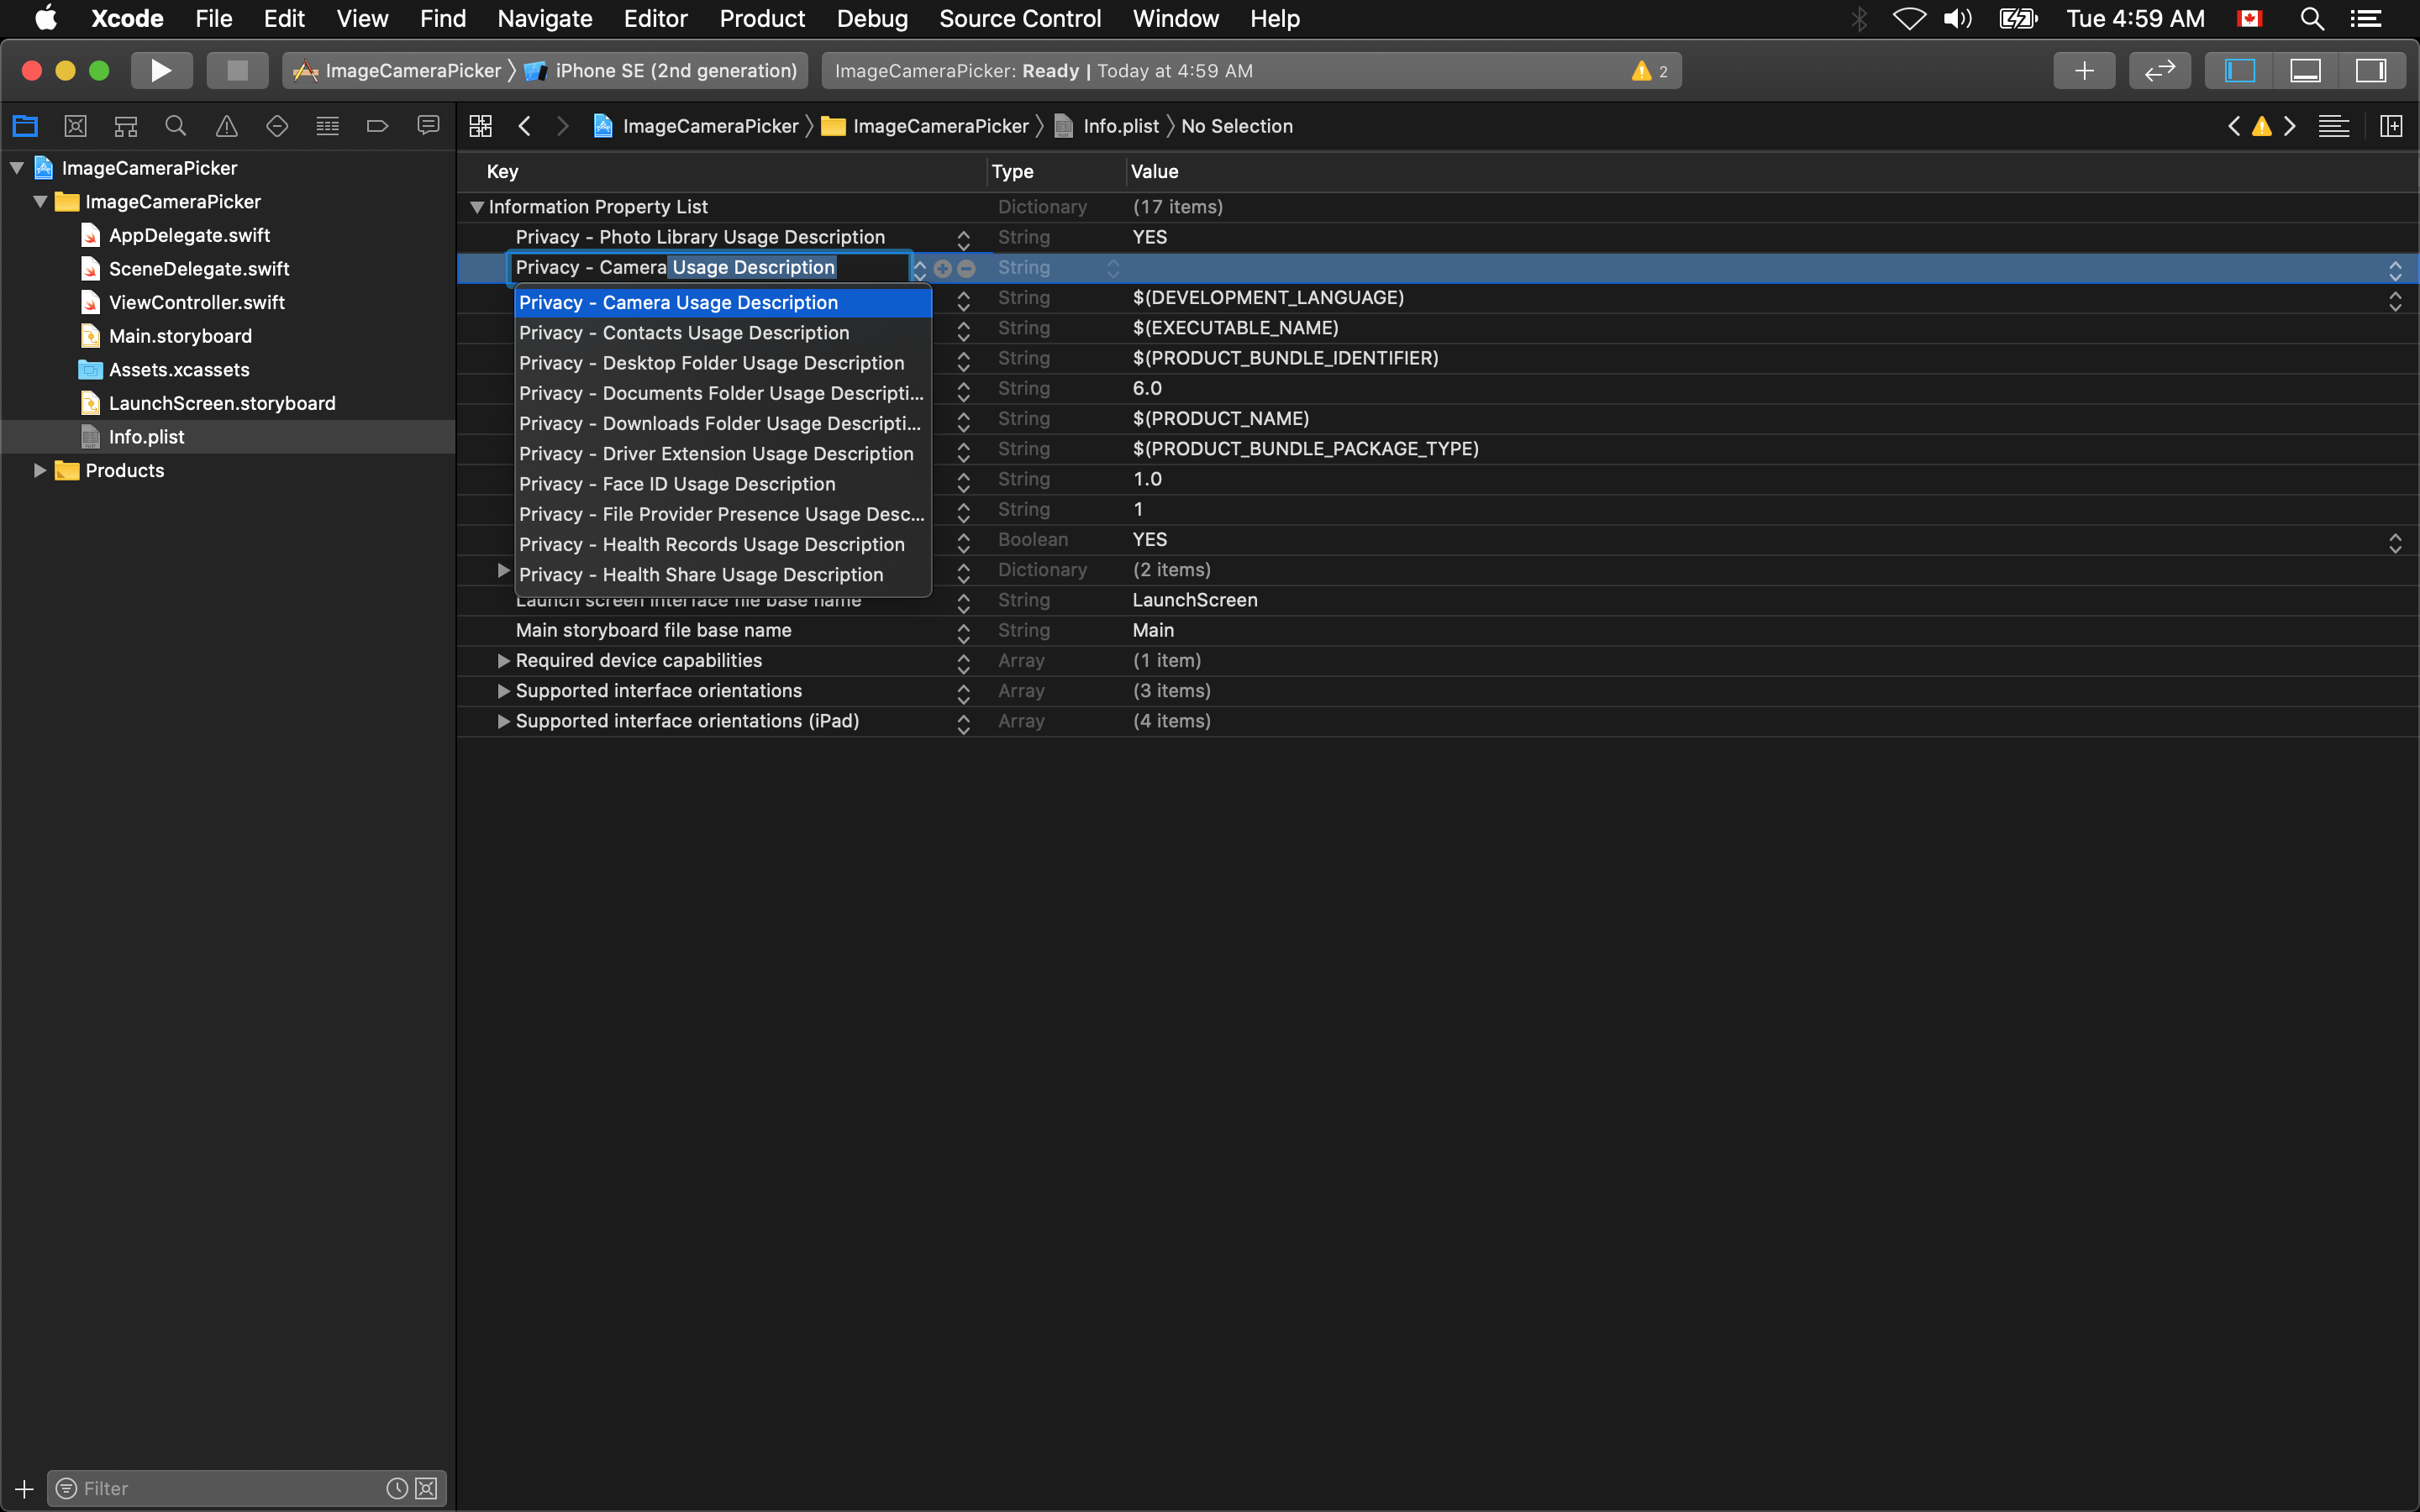 Xcode File Edit View Find Navigate Editor Product Debug Source Control Window Help Tue 4:59 AM
ImageCameraPicker iPhone SE (2nd generation) ImageCameraPicker: Ready | Today at 4:59 AM 2
ImageCameraPicker ImageCameraPicker Info.plist No Selection
ImageCameraPicker
ImageCameraPicker
AppDelegate.swift
SceneDelegate.swift
ViewController.swift
Main.storyboard
Assets.xcassets
LaunchScreen.storyboard
Info.plist
Products
Filter
Key Type Value
Information Property List Dictionary (17 items)
Privacy - Photo Library Usage Description String YES
Privacy - Camera Usage Description String
Privacy - Camera Usage Description String $(DEVELOPMENT_LANGUAGE)
Privacy - Contacts Usage Description String $(EXECUTABLE_NAME)
Privacy - Desktop Folder Usage Description String $(PRODUCT_BUNDLE_IDENTIFIER)
Privacy - Documents Folder Usage Descripti... String 6.0
Privacy - Downloads Folder Usage Descripti... String $(PRODUCT_NAME)
Privacy - Driver Extension Usage Description String $(PRODUCT_BUNDLE_PACKAGE_TYPE)
Privacy - Face ID Usage Description String 1.0
Privacy - File Provider Presence Usage Desc... String 1
Privacy - Health Records Usage Description Boolean YES
Privacy - Health Share Usage Description Dictionary (2 items)
Launch screen interface file base name String LaunchScreen
Main storyboard file base name String Main
Required device capabilities Array (1 item)
Supported interface orientations Array (3 items)
Supported interface orientations (iPad) Array (4 items)